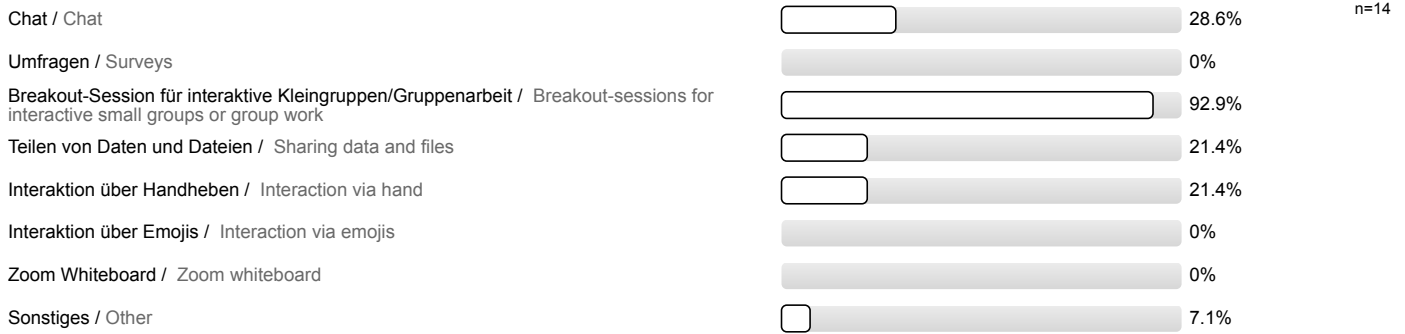 Chat / Chat 28.6% n=14
Umfragen / Surveys 0%
Breakout-Session für interaktive Kleingruppen/Gruppenarbeit / Breakout-sessions for
interactive small groups or group work 92.9%
Teilen von Daten und Dateien / Sharing data and files 21.4%
Interaktion über Handheben / Interaction via hand 21.4%
Interaktion über Emojis / Interaction via emojis 0%
Zoom Whiteboard / Zoom whiteboard 0%
Sonstiges / Other 7.1%